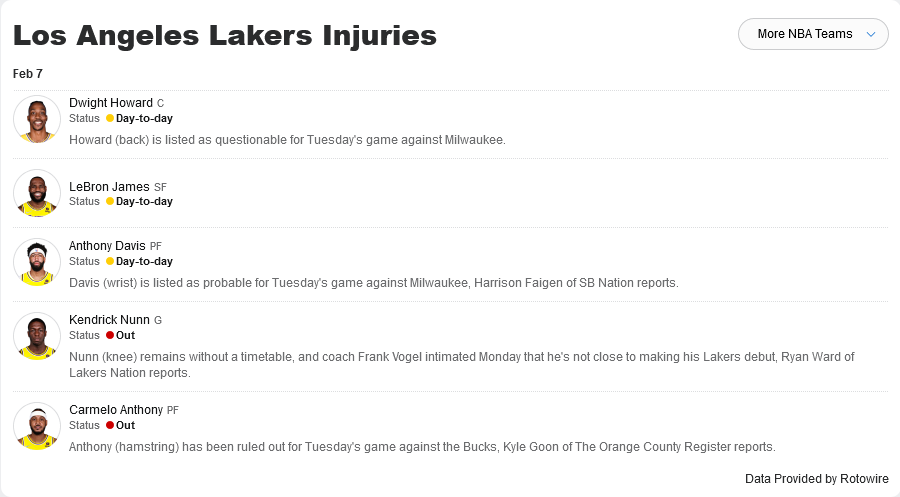 Los Angeles Lakers Injuries
More NBA Teams
Feb 7
Dwight Howard C
Status Day-to-day
Howard (back) is listed as questionable for Tuesday's game against Milwaukee.
LeBron James SF
Status Day-to-day
Anthony Davis PF
Status Day-to-day
Davis (wrist) is listed as probable for Tuesday's game against Milwaukee, Harrison Faigen of SB Nation reports.
Kendrick Nunn G
Status Out
Nunn (knee) remains without a timetable, and coach Frank Vogel intimated Monday that he's not close to making his Lakers debut, Ryan Ward of
Lakers Nation reports.
Carmelo Anthony PF
Status Out
Anthony (hamstring) has been ruled out for Tuesday's game against the Bucks, Kyle Goon of The Orange County Register reports.
Data Provided by Rotowire